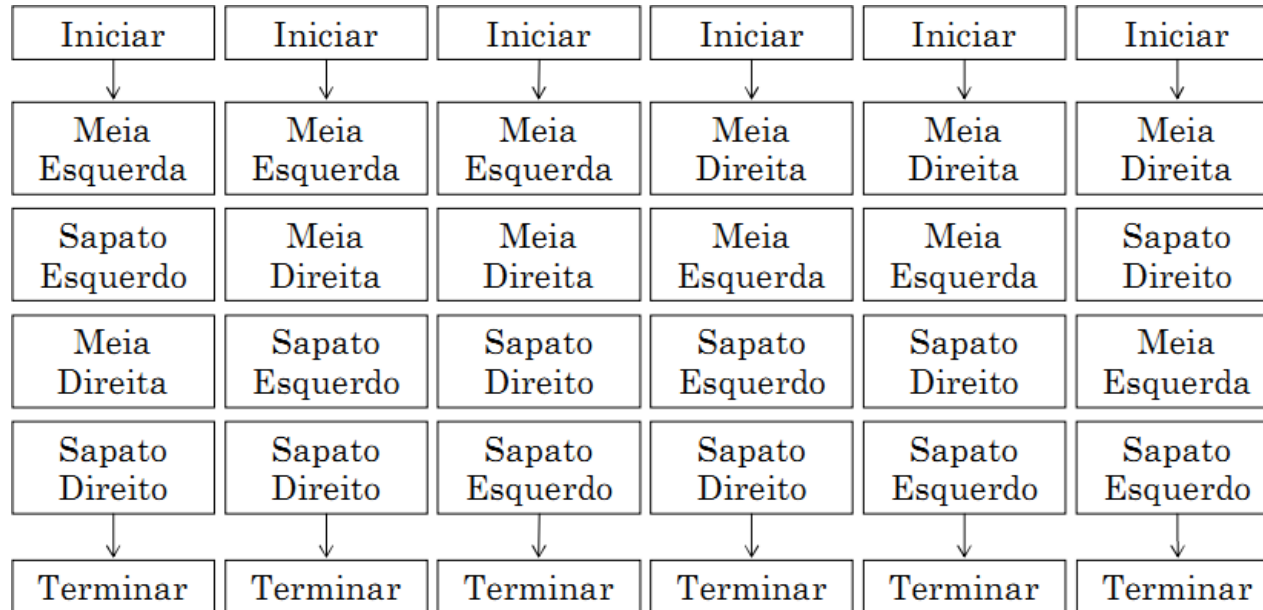 Iniciar Iniciar Iniciar Iniciar Iniciar Iniciar
Meia Meia Meia Meia Meia Meia
Esquerda Esquerda Esquerda Direita Direita Direita
Sapato Meia Meia Meia Meia Sapato
Esquerdo Direita Direita Esquerda Esquerda Direito
Meia Sapato Sapato Sapato Sapato Meia
Direita Esquerdo Direito Esquerdo Direito Esquerda
Sapato Sapato Sapato Sapato Sapato Sapato
Direito Direito Esquerdo Direito Esquerdo Esquerdo
Terminar Terminar Terminar Terminar Terminar Terminar